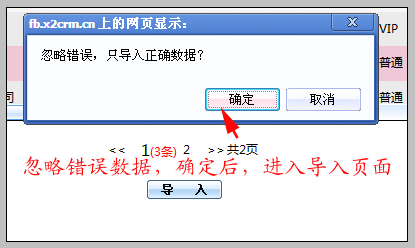 fb.x2crm.cn 上的网页显示：
VIP
忽略错误，只导入正确数据？
普通
确定 取消
司 普通
<< 1(3条) 2 >> 共2页
忽略错误数据，确定后，进入导入页面
导 入